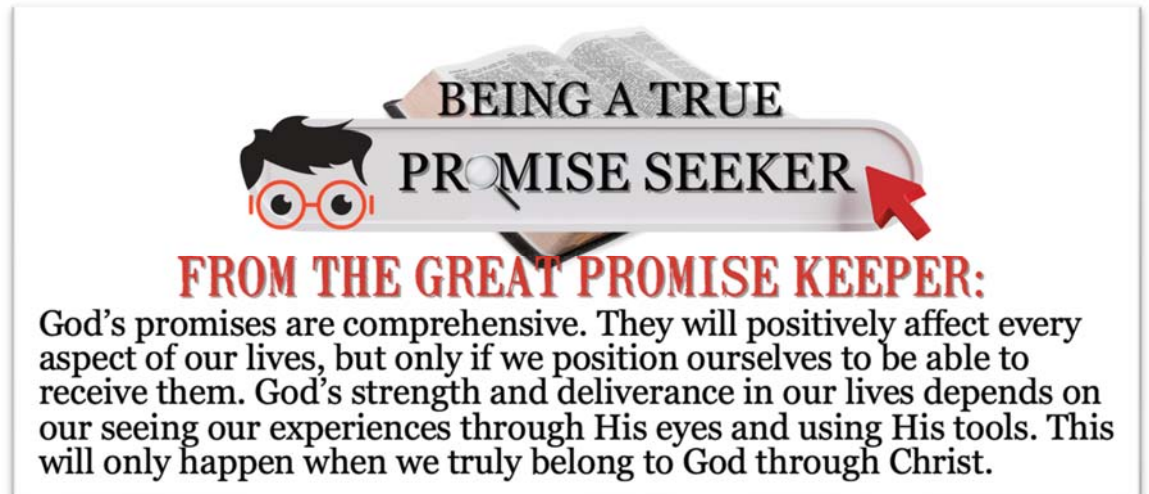 BEING A TRUE
PROMISE SEEKER
FROM THE GREAT PROMISE KEEPER:
God’s promises are comprehensive. They will positively affect every
aspect of our lives, but only if we position ourselves to be able to
receive them. God’s strength and deliverance in our lives depends on
our seeing our experiences through His eyes and using His tools. This
will only happen when we truly belong to God through Christ.